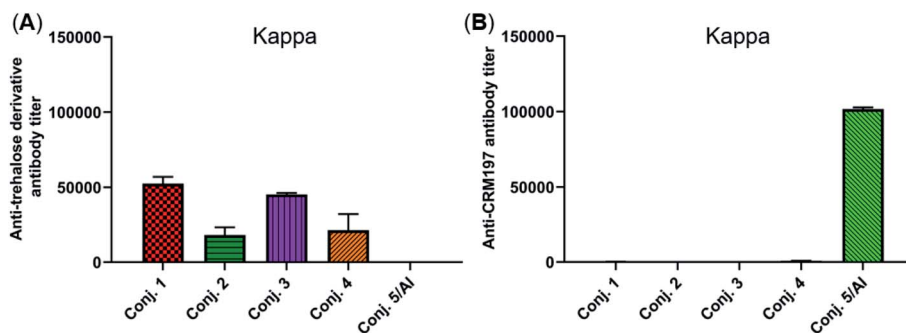 (A)
Kappa
Anti-trehalose derivative
antibody titer
150000
100000
50000
0
Conj. 1
Conj. 2
Conj. 3
Conj. 4
Conj. 5/Al
(B)
Kappa
Anti-CRM197 antibody titer
150000
100000
50000
0
Conj. 1
Conj. 2
Conj. 3
Conj. 4
Conj. 5/Al